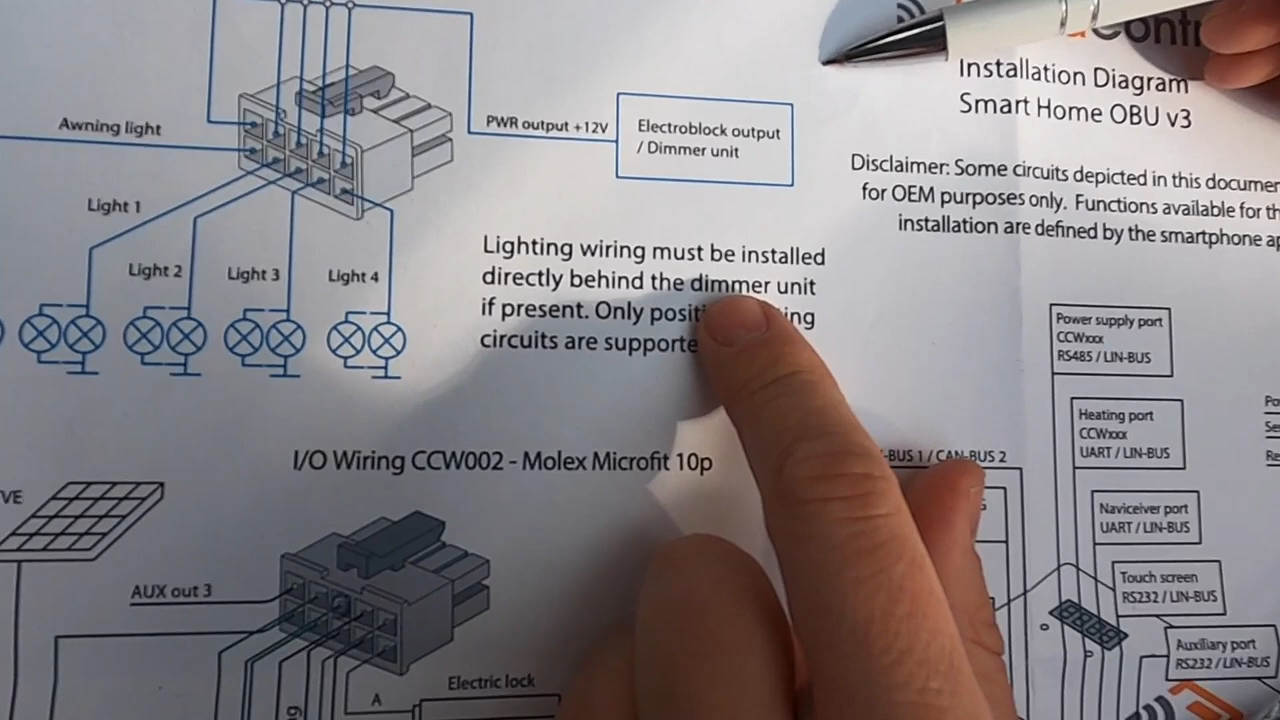 Awning light
PWR output +12V
Electroblock output
/ Dimmer unit
Light 1
Light 2
Light 3
Light 4
Lighting wiring must be installed
directly behind the dimmer unit
if present. Only
circuits are
I/O Wiring CCW002 - Molex Microfit 10p
AUX out 3
Electric lock
A
Installation Diagram
Smart Home OBU v3
Disclaimer: Some circuits depicted in this
for OEM purposes only. Functions available for
installation are defined by the smartphone
Power supply port
CCWxxx
RS485 / LIN-BUS
Heating port
CCWxxx
UART / LIN-BUS
-BUS 1 / CAN-BUS 2
Naviceiver port
UART / LIN-BUS
Touch screen
RS232 / LIN-BUS
Auxiliary port
RS232 / LIN-BUS